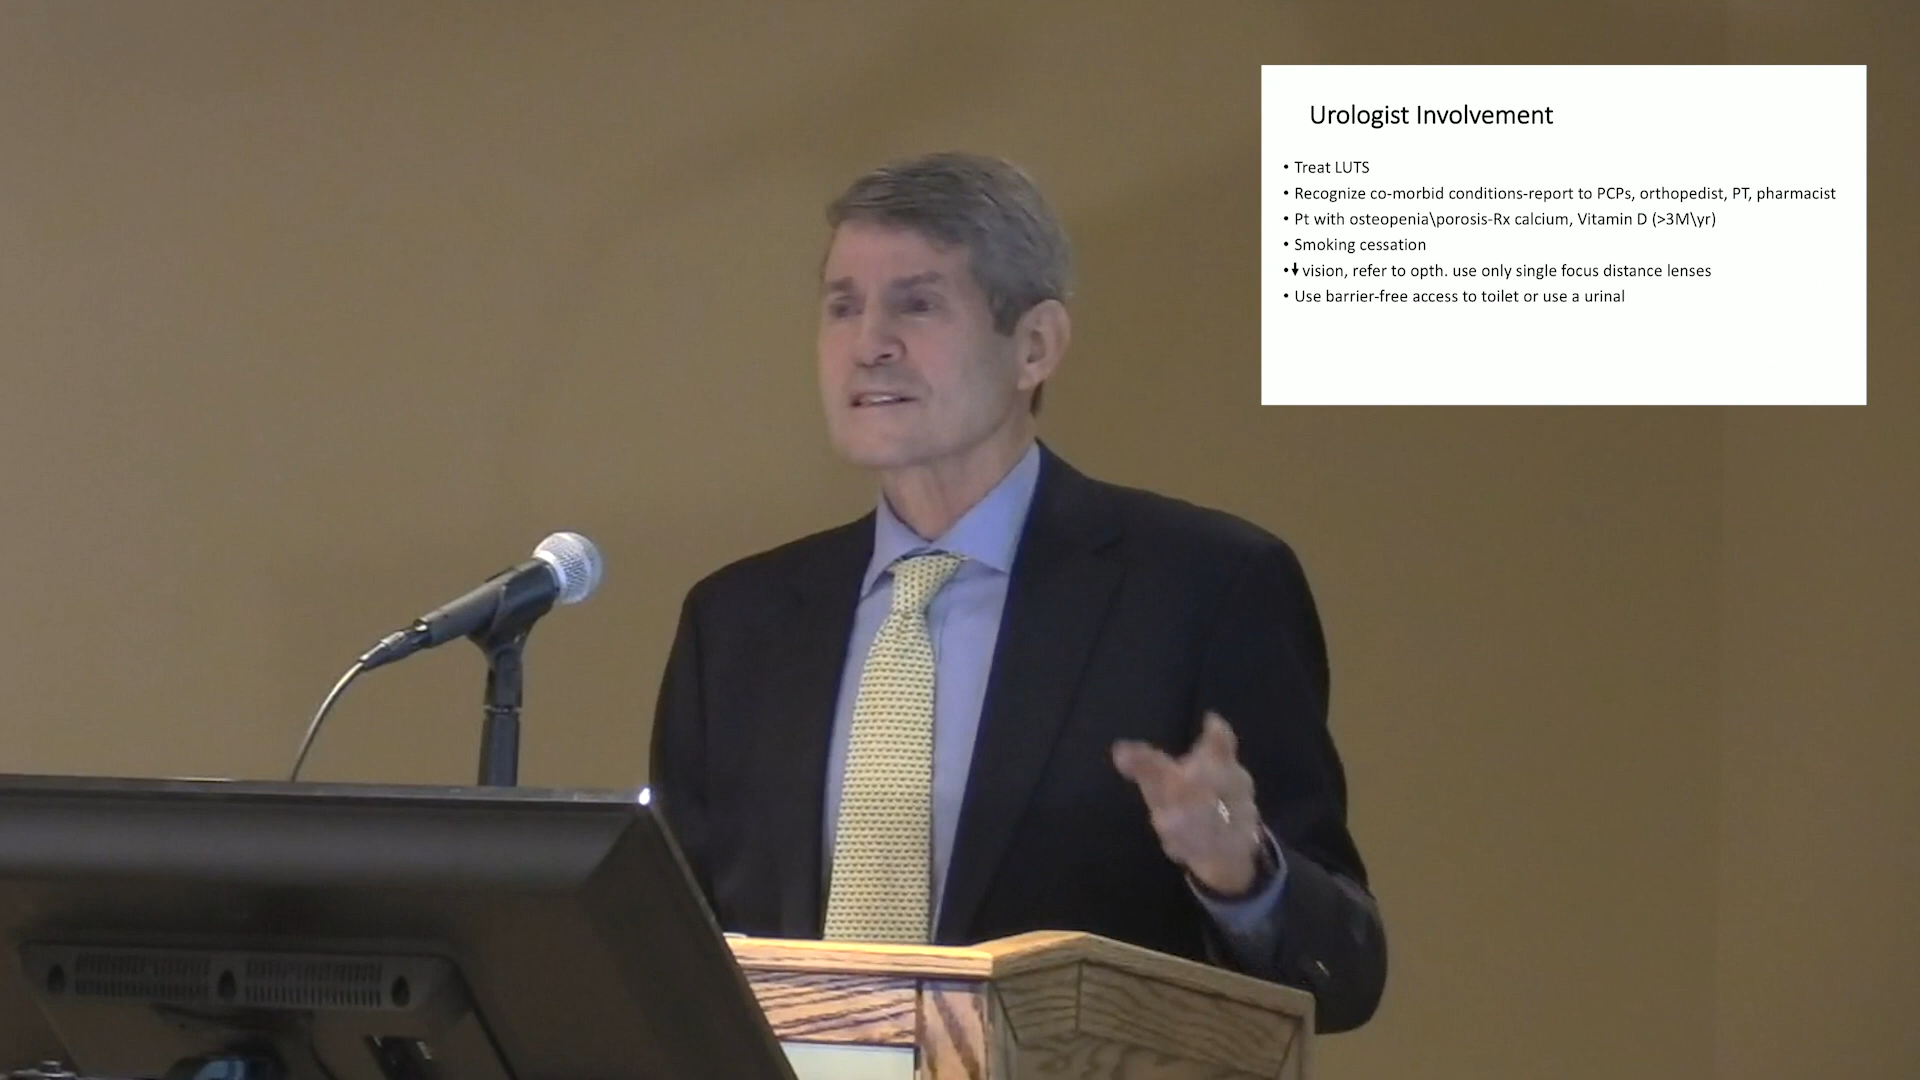 Urologist Involvement
• Treat LUTS
• Recognize co-morbid conditions-report to PCPs, orthopedist, PT, pharmacist
• Pt with osteopenia\porosis-Rx calcium, Vitamin D (>3M\yr)
• Smoking cessation
• ⬇ vision, refer to opth. use only single focus distance lenses
• Use barrier-free access to toilet or use a urinal